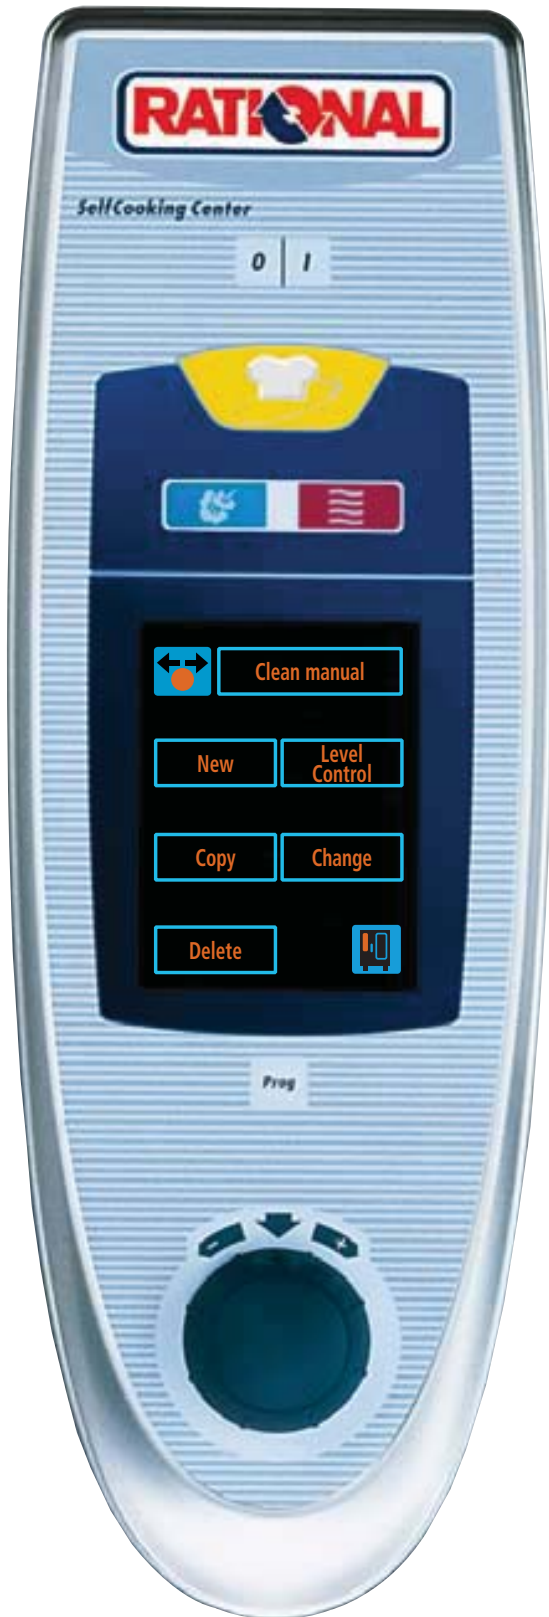 RATIONAL
SelfCooking Center
0 | I
Clean manual
New
Level
Control
Copy
Change
Delete
Prog
- +